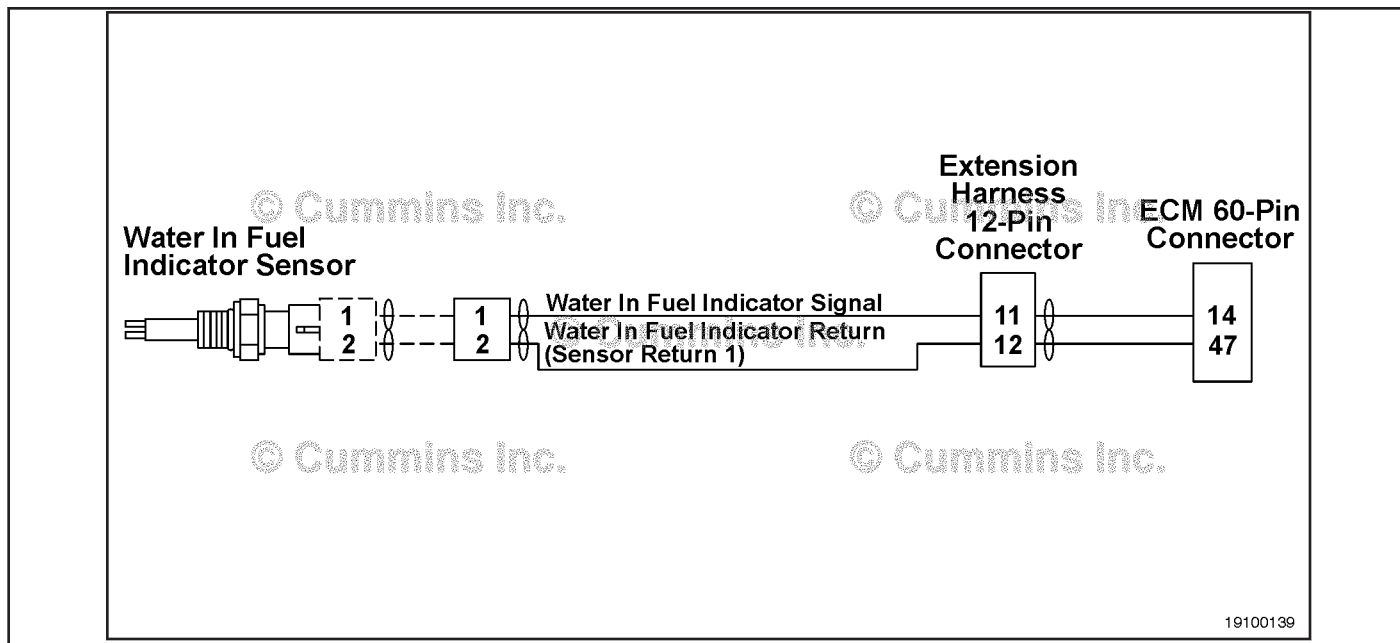 Extension
Harness
12-Pin
Connector
ECM 60-Pin
Connector
© Cummins Inc.
© Cummins Inc.
Water In Fuel
Indicator Sensor
1
2
1
2
Water In Fuel Indicator Signal
Water In Fuel Indicator Return
(Sensor Return 1)
© Cummins Inc.
11
12
14
47
© Cummins Inc.
© Cummins Inc.
19100139